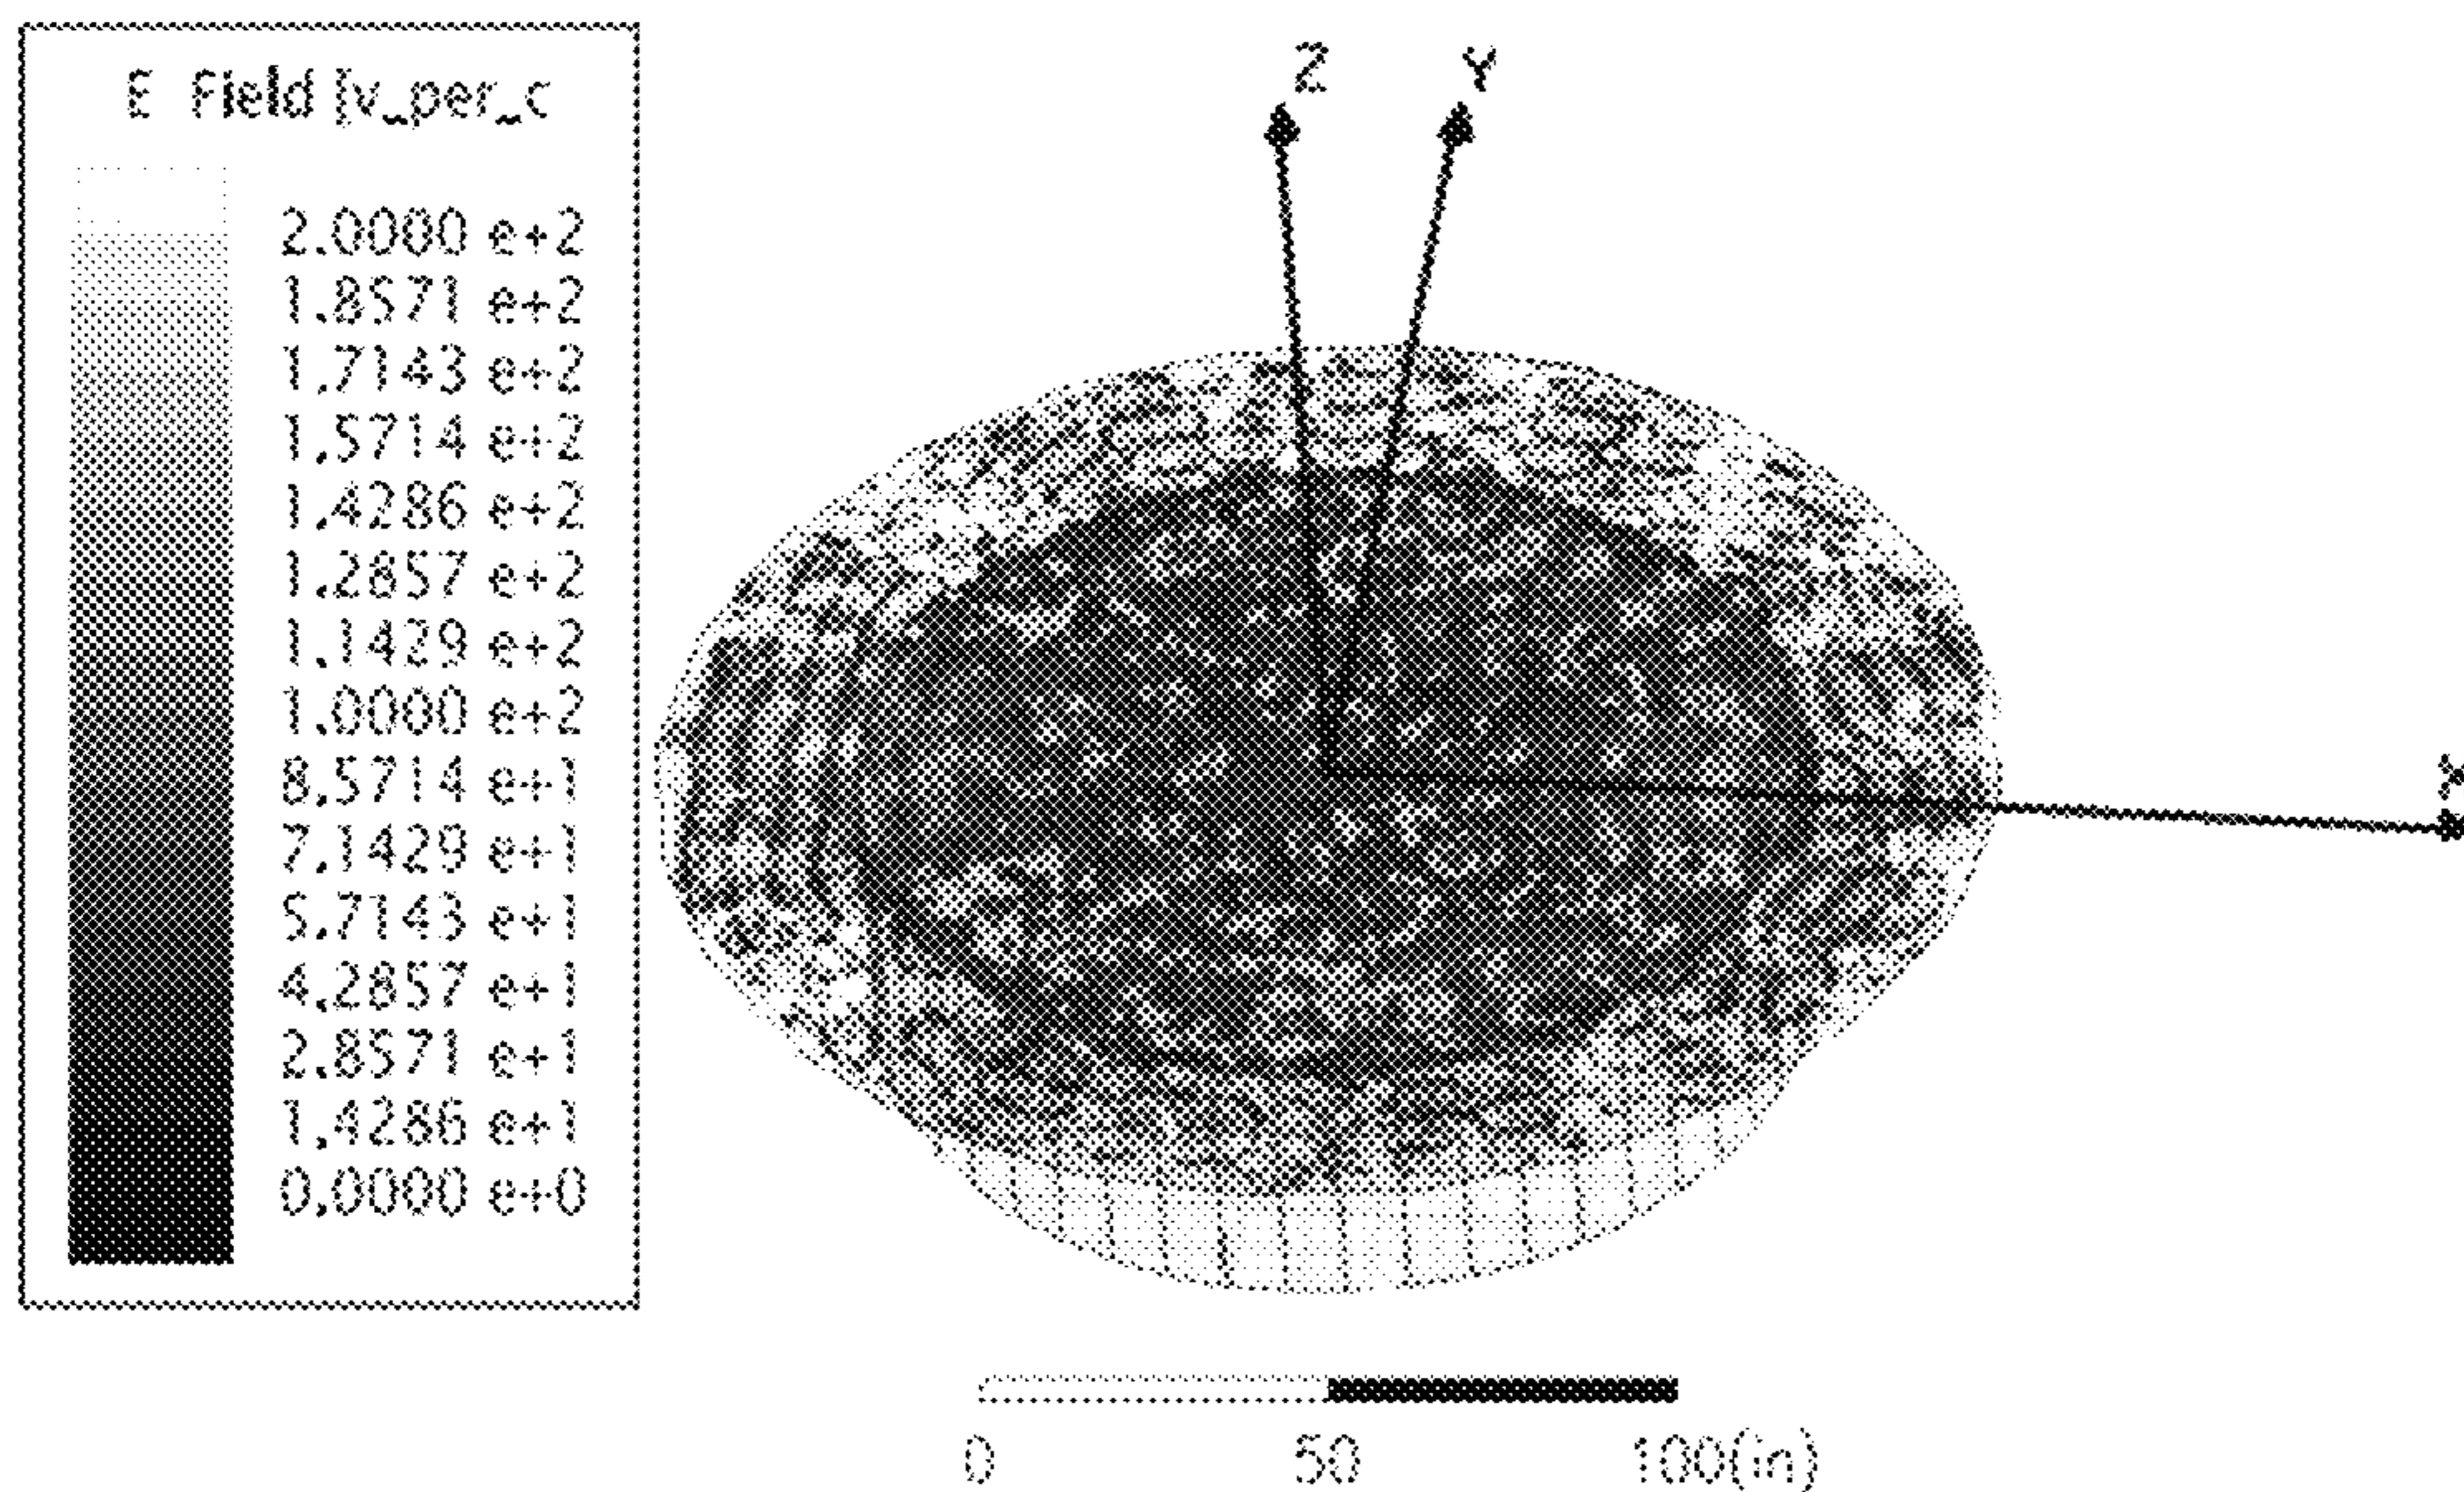 E Field [v_per_c
2.0000 e+2
1.8571 e+2
1.7143 e+2
1.5714 e+2
1.4286 e+2
1.2857 e+2
1.1429 e+2
1.0000 e+2
8.5714 e+1
7.1429 e+1
5.7143 e+1
4.2857 e+1
2.8571 e+1
1.4286 e+1
0.0000 e+0
Z Y
X
0 50 100(in)